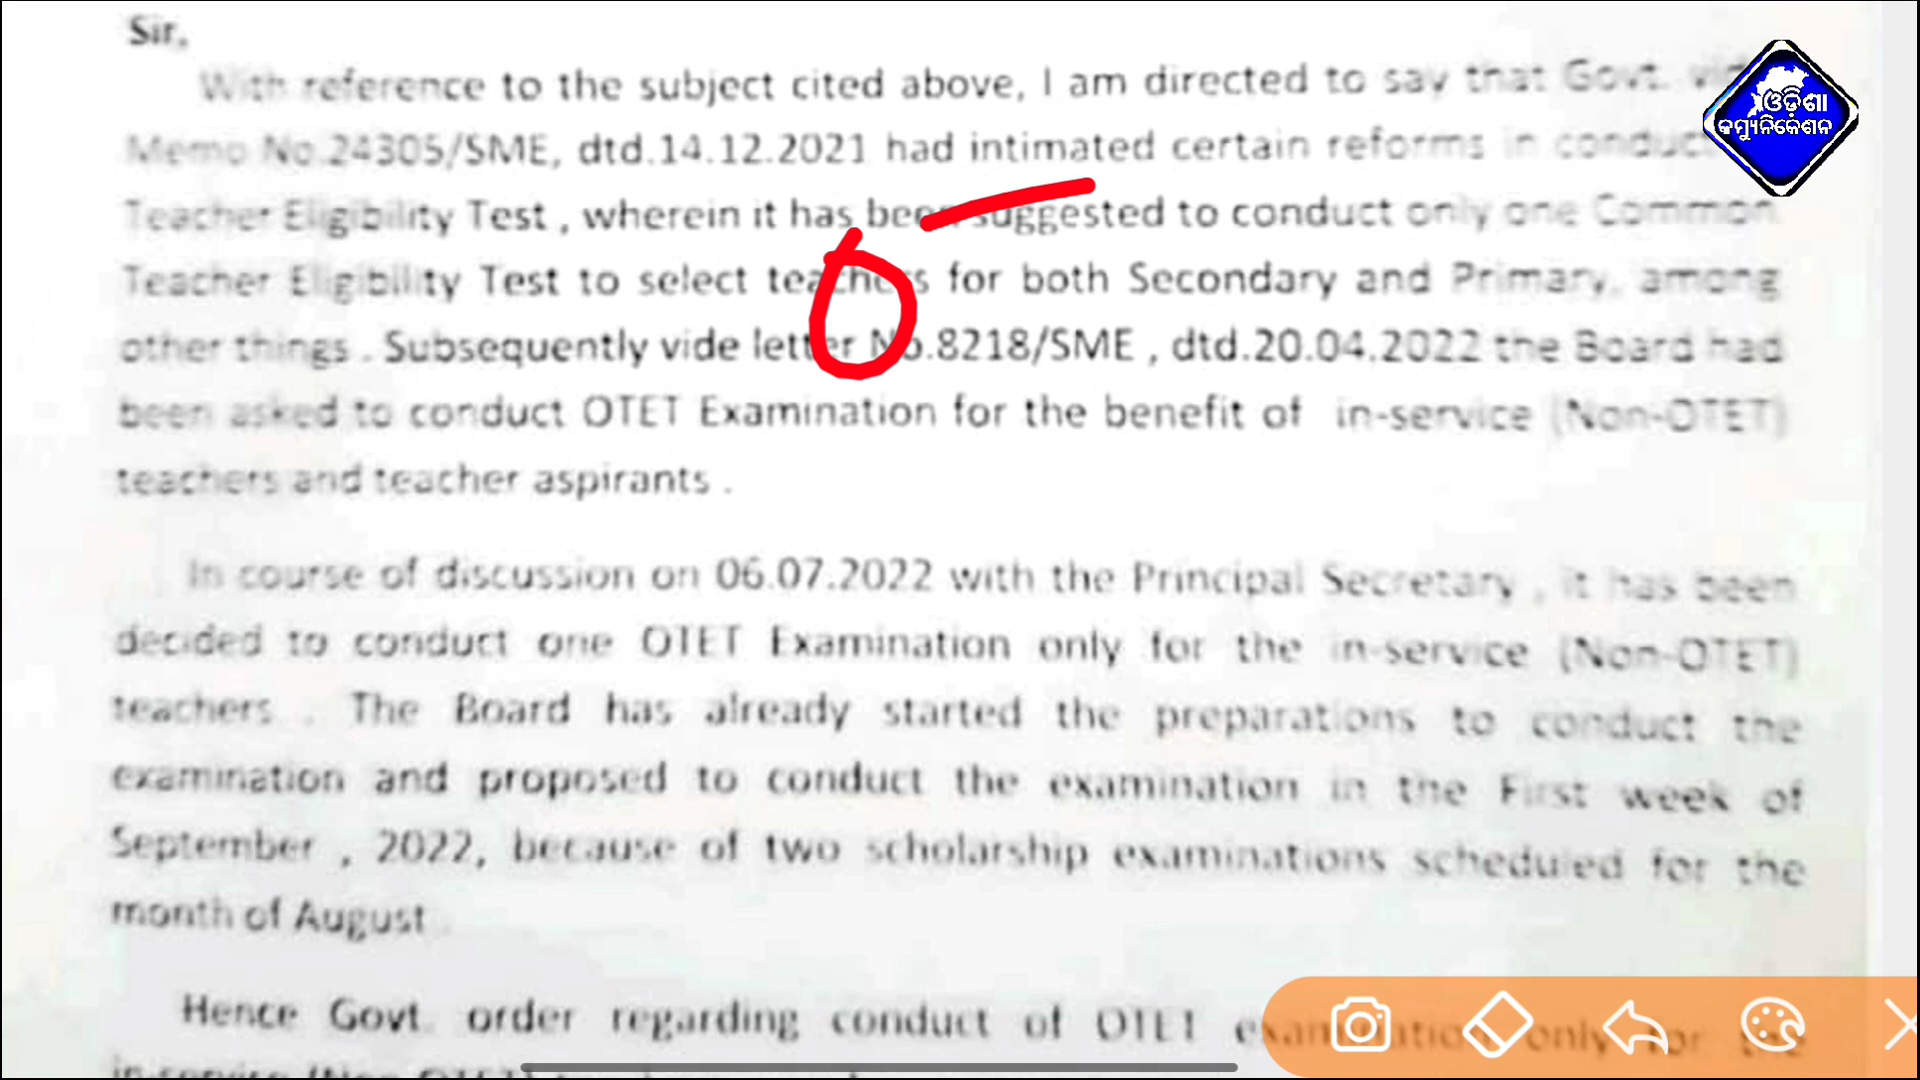 Sir,
With reference to the subject cited above, I am directed to say that Govt.
Memo No.24305/SME, dtd.14.12.2021 had intimated certain reforms in
Teacher Eligibility Test , wherein it has been suggested to conduct only one Common
Teacher Eligibility Test to select teachers for both Secondary and Primary, among
other things . Subsequently vide letter No.8218/SME , dtd.20.04.2022 the Board had
been asked to conduct OTET Examination for the benefit of in-service (Non-OTET)
teachers and teacher aspirants .
In course of discussion on 06.07.2022 with the Principal Secretary , it has been
decided to conduct one OTET Examination only for the in-service (Non-OTET)
teachers . The Board has already started the preparations to conduct the
examination and proposed to conduct the examination in the First week of
September , 2022, because of two scholarship examinations scheduled for the
month of August .
Hence Govt. order regarding conduct of OTET examination only for the
ଓଡ଼ିଶା
କମ୍ୟୁନିକେଶନ